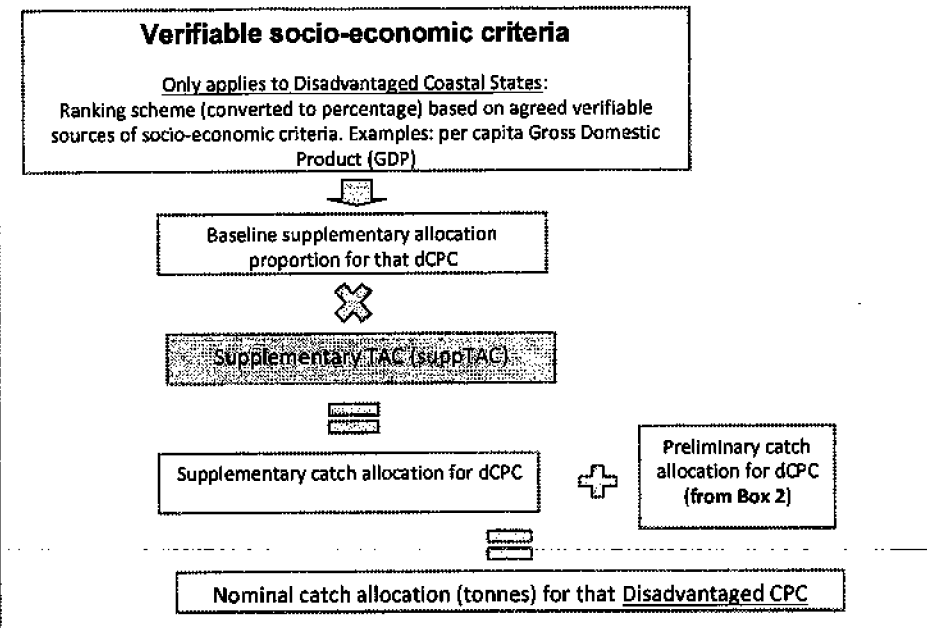 Verifiable socio-economic criteria
Only applies to Disadvantaged Coastal States:
Ranking scheme (converted to percentage) based on agreed verifiable
sources of socio-economic criteria. Examples: per capita Gross Domestic
Product (GDP)
Baseline supplementary allocation
proportion for that dCPC
Supplementary TAC (suppTAC)
Supplementary catch allocation for dCPC
Preliminary catch
allocation for dCPC
(from Box 2)
Nominal catch allocation (tonnes) for that Disadvantaged CPC